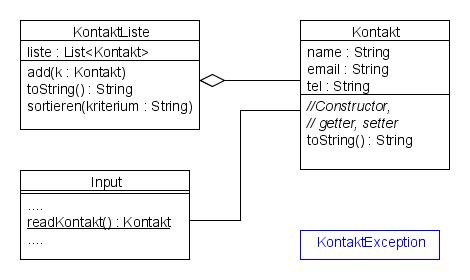 KontaktListe
liste : List<Kontakt>
add(k : Kontakt)
toString() : String
sortieren(kriterium : String)
Kontakt
name : String
email : String
tel : String
//Constructor,
// getter, setter
toString() : String
Input
....
readKontakt() : Kontakt
....
KontaktException